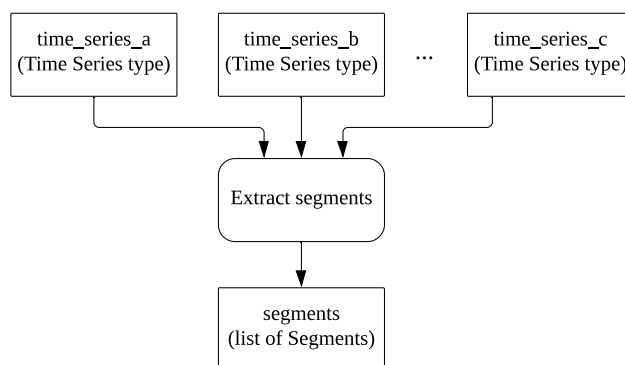 time_series_a
(Time Series type)
time_series_b
(Time Series type)
...
time_series_c
(Time Series type)
Extract segments
segments
(list of Segments)